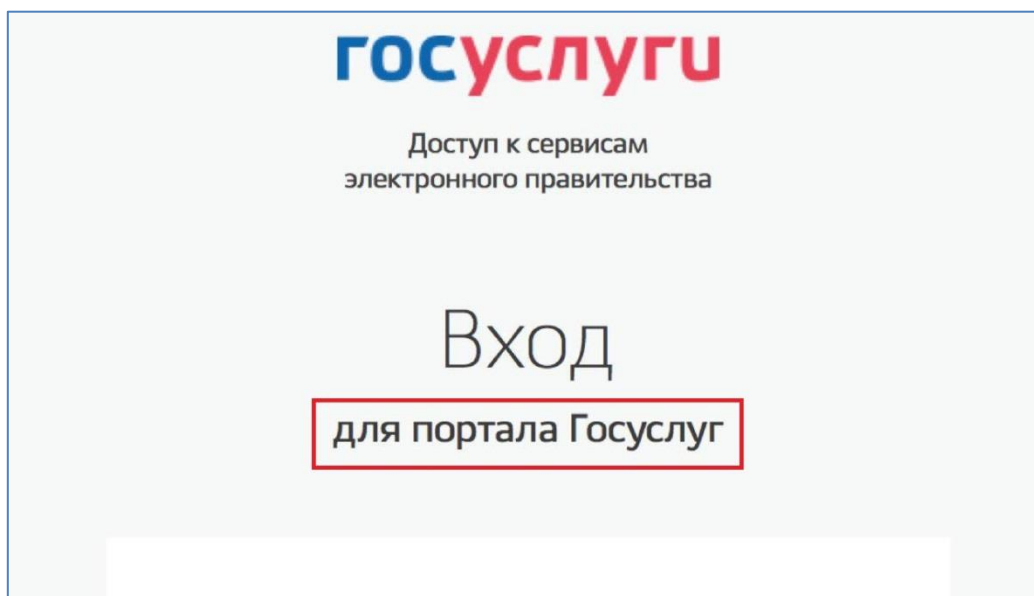 госуслуги
Доступ к сервисам
электронного правительства
Вход
для портала Госуслуг